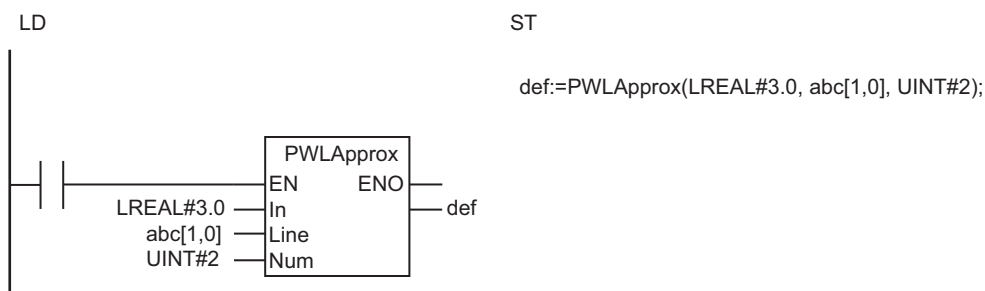 LD
ST
def:=PWLApprox(LREAL#3.0, abc[1,0], UINT#2);
PWLApprox
EN ENO
LREAL#3.0 In def
abc[1,0] Line
UINT#2 Num